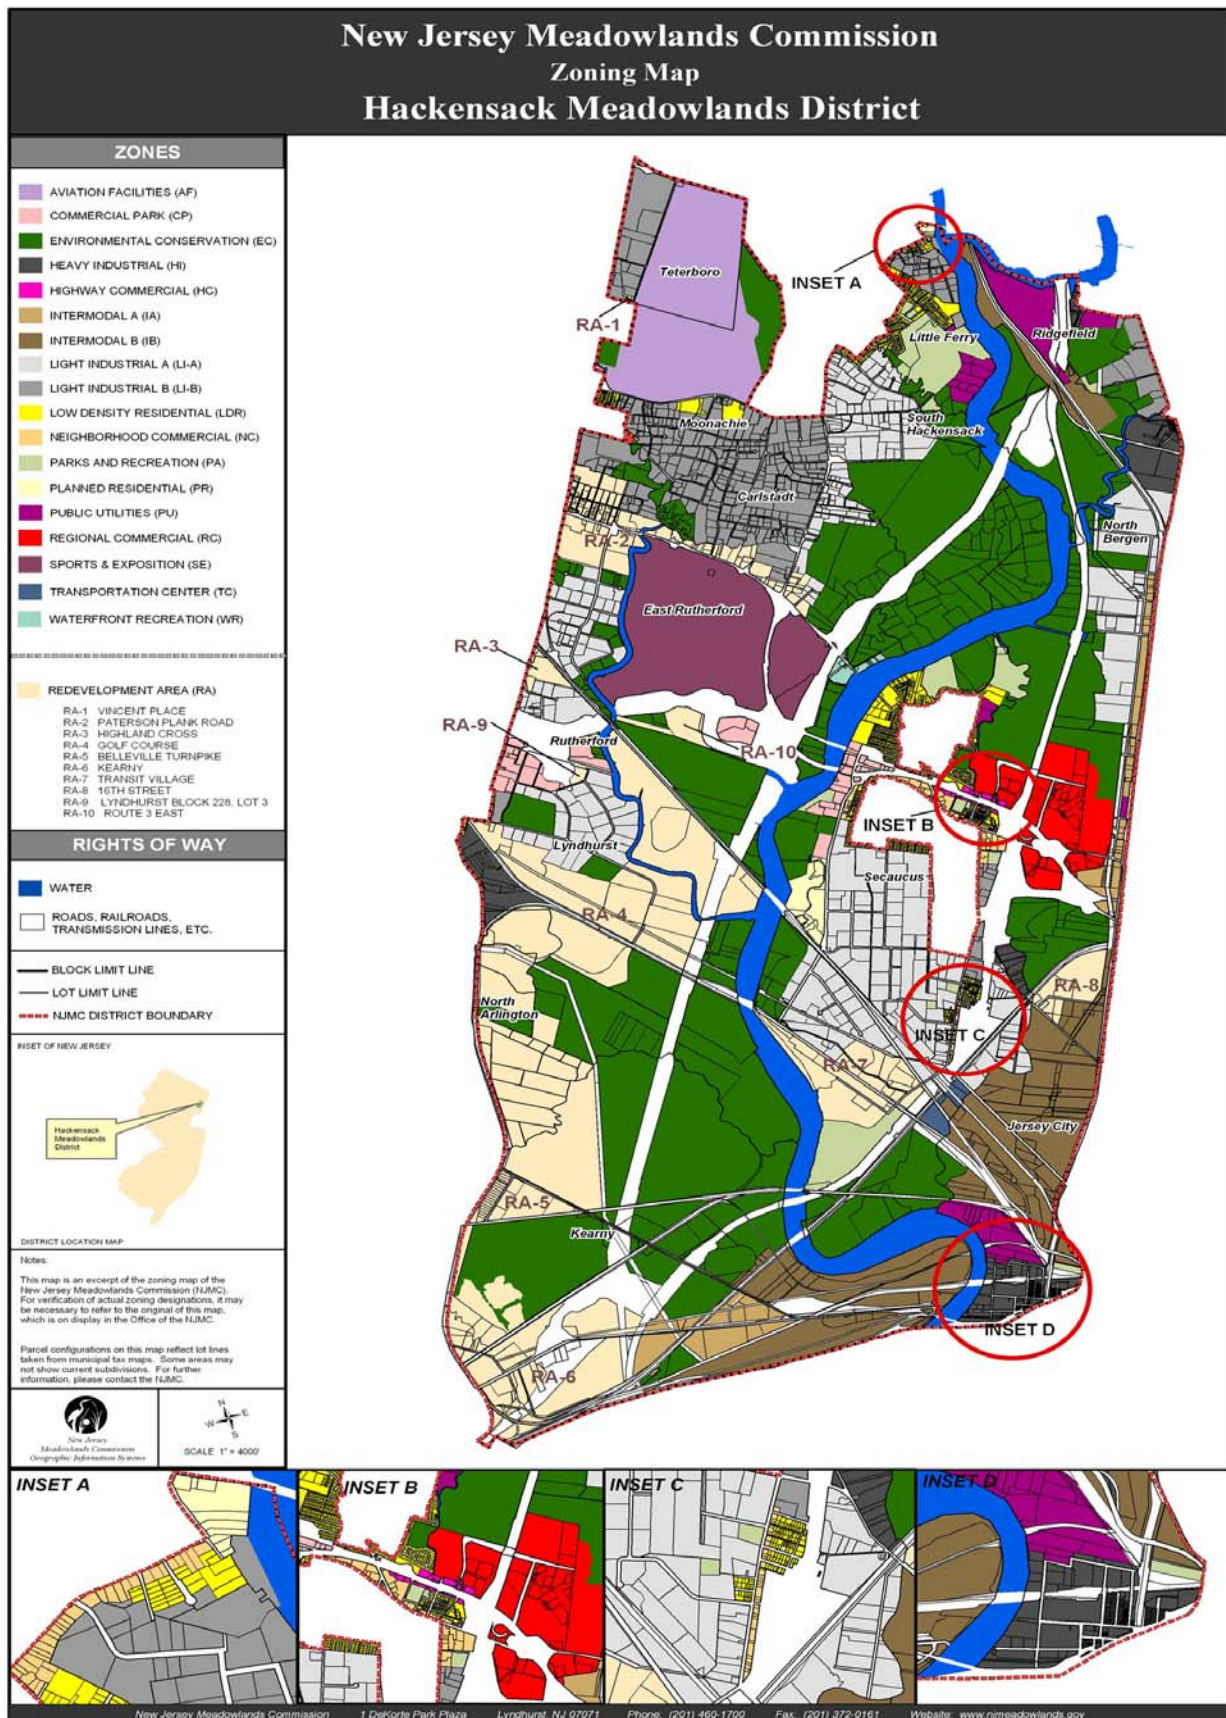 New Jersey Meadowlands Commission
Zoning Map
Hackensack Meadowlands District
ZONES
AVIATION FACILITIES (AF)
COMMERCIAL PARK (CP)
ENVIRONMENTAL CONSERVATION (EC)
HEAVY INDUSTRIAL (HI)
HIGHWAY COMMERCIAL (HC)
INTERMODAL A (IA)
INTERMODAL B (IB)
LIGHT INDUSTRIAL A (LI-A)
LIGHT INDUSTRIAL B (LI-B)
LOW DENSITY RESIDENTIAL (LDR)
NEIGHBORHOOD COMMERCIAL (NC)
PARKS AND RECREATION (PA)
PLANNED RESIDENTIAL (PR)
PUBLIC UTILITIES (PU)
REGIONAL COMMERCIAL (RC)
SPORTS & EXPOSITION (SE)
TRANSPORTATION CENTER (TC)
WATERFRONT RECREATION (WR)
REDEVELOPMENT AREA (RA)
RA-1 VINCENT PLACE
RA-2 PATERSON PLANK ROAD
RA-3 HIGHLAND CROSS
RA-4 GOLF COURSE
RA-5 BELLEVILLE TURNPIKE
RA-6 KEARNY
RA-7 TRANSIT VILLAGE
RA-8 16TH STREET
RA-9 LYNDHURST BLOCK 228, LOT 3
RA-10 ROUTE 3 EAST
RIGHTS OF WAY
WATER
ROADS, RAILROADS,
TRANSMISSION LINES, ETC.
BLOCK LIMIT LINE
LOT LIMIT LINE
NJMC DISTRICT BOUNDARY
INSET OF NEW JERSEY
Hackensack
Meadowlands
District
DISTRICT LOCATION MAP
Notes:
This map is an excerpt of the zoning map of the
New Jersey Meadowlands Commission (NJMC).
For verification of actual zoning designations, it may
be necessary to refer to the original of this map,
which is on display in the Office of the NJMC.
Parcel configurations on this map reflect lot lines
taken from municipal tax maps. Some areas may
not show current subdivisions. For further
information, please contact the NJMC.
New Jersey
Meadowlands Commission
Geographic Information Systems
N
W E
S
SCALE 1" = 4000'
Teterboro
INSET A
RA-1
Little Ferry
Ridgefield
Moonachie
South
Hackensack
Carlstadt
North
Bergen
RA-2
East Rutherford
RA-3
RA-9
Rutherford
RA-10
INSET B
Lyndhurst
Secaucus
RA-4
North
Arlington
RA-8
INSET C
RA-7
Jersey City
RA-5
Kearny
INSET D
RA-6
INSET A
INSET B
INSET C
INSET D
New Jersey Meadowlands Commission 1 DeKorte Park Plaza Lyndhurst, NJ 07071 Phone: (201) 460-1700 Fax: (201) 372-0161 Website: www.njmeadowlands.gov